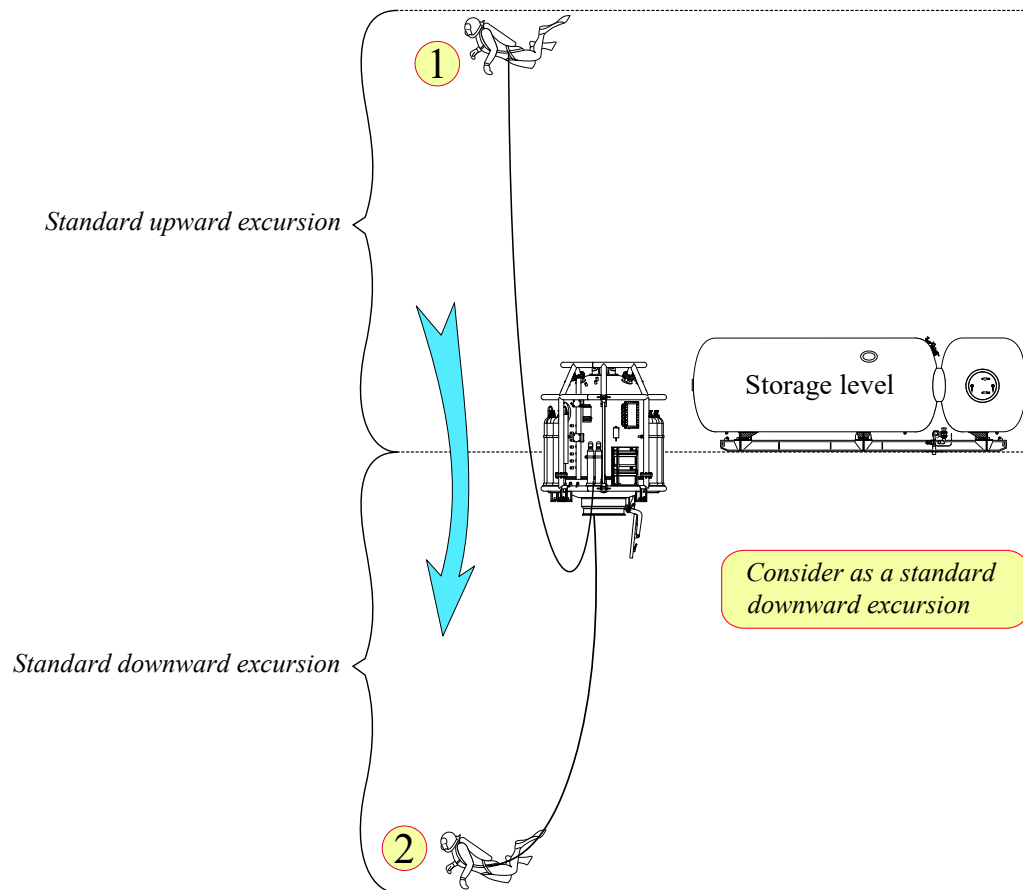 1
Standard upward excursion
Storage level
Consider as a standard
downward excursion
Standard downward excursion
2